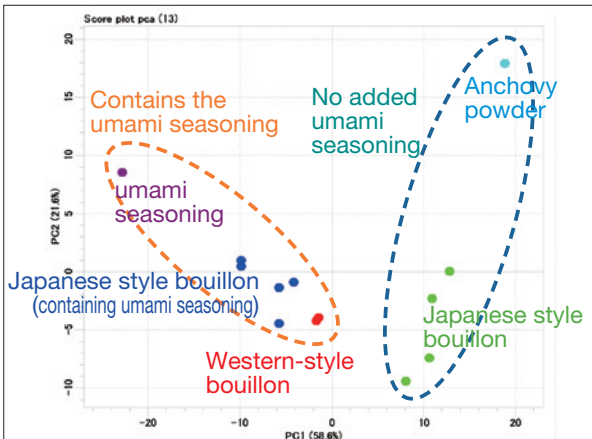 Score plot pca (13)
Contains the
umami seasoning
No added
umami
seasoning
Anchovy
powder
umami
seasoning
Japanese style bouillon
(containing umami seasoning)
Western-style
bouillon
Japanese style
bouillon
PC2 (21.6%)
20
15
10
5
0
−5
−10
−20
−10
0
10
20
PC1 (58.6%)